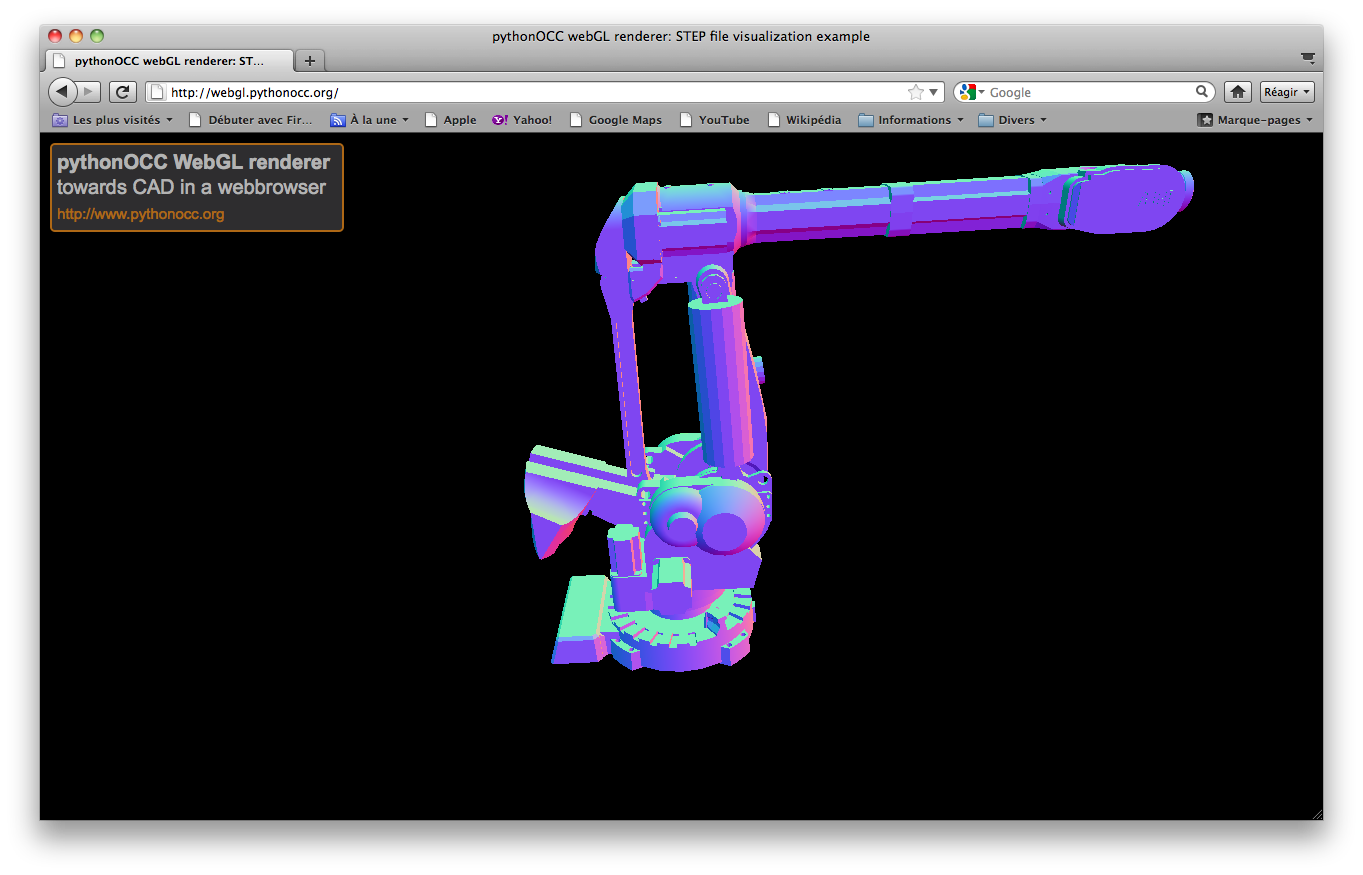 pythonOCC webGL renderer: STEP file visualization example
pythonOCC webGL renderer: ST...
http://webgl.pythonocc.org/
Google
Réagir
Les plus visités
Débuter avec Fir...
À la une
Apple
Yahoo!
Google Maps
YouTube
Wikipédia
Informations
Divers
Marque-pages
pythonOCC WebGL renderer
towards CAD in a webbrowser
http://www.pythonocc.org